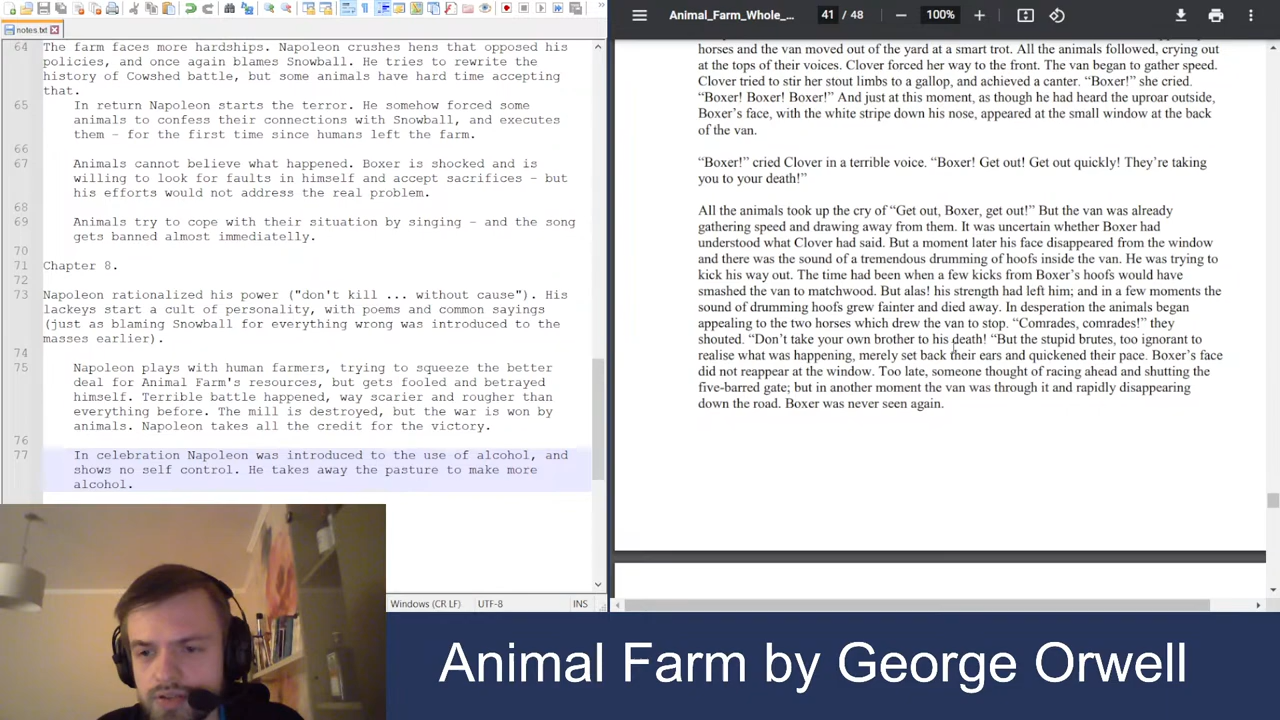 notes.txt
64
The farm faces more hardships. Napoleon crushes hens that opposed his
policies, and once again blames Snowball. He tries to rewrite the
history of Cowshed battle, but some animals have hard time accepting
that.
65 In return Napoleon starts the terror. He somehow forced some
animals to confess their connections with Snowball, and executes
them - for the first time since humans left the farm.
66
67 Animals cannot believe what happened. Boxer is shocked and is
willing to look for faults in himself and accept sacrifices - but
his efforts would not address the real problem.
68
69 Animals try to cope with their situation by singing - and the song
gets banned almost immediatelly.
70
71 Chapter 8.
72
73 Napoleon rationalized his power ("don't kill ... without cause"). His
lackeys start a cult of personality, with poems and common sayings
(just as blaming Snowball for everything wrong was introduced to the
masses earlier).
74
75 Napoleon plays with human farmers, trying to squeeze the better
deal for Animal Farm's resources, but gets fooled and betrayed
himself. Terrible battle happened, way scarier and rougher than
everything before. The mill is destroyed, but the war is won by
animals. Napoleon takes all the credit for the victory.
76
77 In celebration Napoleon was introduced to the use of alcohol, and
shows no self control. He takes away the pasture to make more
alcohol.
Windows (CR LF) UTF-8 INS
Animal_Farm_Whole_... 41 / 48 100%
horses and the van moved out of the yard at a smart trot. All the animals followed, crying out
at the tops of their voices. Clover forced her way to the front. The van began to gather speed.
Clover tried to stir her stout limbs to a gallop, and achieved a canter. “Boxer!” she cried.
“Boxer! Boxer! Boxer!” And just at this moment, as though he had heard the uproar outside,
Boxer’s face, with the white stripe down his nose, appeared at the small window at the back
of the van.
“Boxer!” cried Clover in a terrible voice. “Boxer! Get out! Get out quickly! They’re taking
you to your death!”
All the animals took up the cry of “Get out, Boxer, get out!” But the van was already
gathering speed and drawing away from them. It was uncertain whether Boxer had
understood what Clover had said. But a moment later his face disappeared from the window
and there was the sound of a tremendous drumming of hoofs inside the van. He was trying to
kick his way out. The time had been when a few kicks from Boxer’s hoofs would have
smashed the van to matchwood. But alas! his strength had left him; and in a few moments the
sound of drumming hoofs grew fainter and died away. In desperation the animals began
appealing to the two horses which drew the van to stop. “Comrades, comrades!” they
shouted. “Don’t take your own brother to his death! “But the stupid brutes, too ignorant to
realise what was happening, merely set back their ears and quickened their pace. Boxer’s face
did not reappear at the window. Too late, someone thought of racing ahead and shutting the
five-barred gate; but in another moment the van was through it and rapidly disappearing
down the road. Boxer was never seen again.
Animal Farm by George Orwell